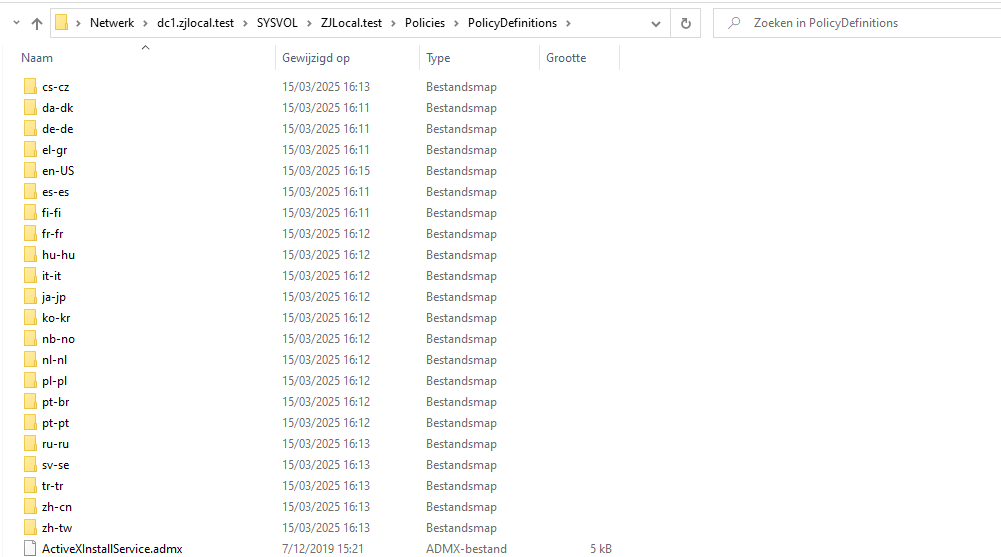 Netwerk > dc1.zjlocal.test > SYSVOL > ZJLocal.test > Policies > PolicyDefinitions > Zoeken in PolicyDefinitions
Naam Gewijzigd op Type Grootte
cs-cz 15/03/2025 16:13 Bestandsmap
da-dk 15/03/2025 16:11 Bestandsmap
de-de 15/03/2025 16:11 Bestandsmap
el-gr 15/03/2025 16:11 Bestandsmap
en-US 15/03/2025 16:15 Bestandsmap
es-es 15/03/2025 16:11 Bestandsmap
fi-fi 15/03/2025 16:11 Bestandsmap
fr-fr 15/03/2025 16:12 Bestandsmap
hu-hu 15/03/2025 16:12 Bestandsmap
it-it 15/03/2025 16:12 Bestandsmap
ja-jp 15/03/2025 16:12 Bestandsmap
ko-kr 15/03/2025 16:12 Bestandsmap
nb-no 15/03/2025 16:12 Bestandsmap
nl-nl 15/03/2025 16:12 Bestandsmap
pl-pl 15/03/2025 16:12 Bestandsmap
pt-br 15/03/2025 16:12 Bestandsmap
pt-pt 15/03/2025 16:12 Bestandsmap
ru-ru 15/03/2025 16:13 Bestandsmap
sv-se 15/03/2025 16:13 Bestandsmap
tr-tr 15/03/2025 16:13 Bestandsmap
zh-cn 15/03/2025 16:13 Bestandsmap
zh-tw 15/03/2025 16:13 Bestandsmap
ActiveXInstallService.admx 7/12/2019 15:21 ADMX-bestand 5 kB